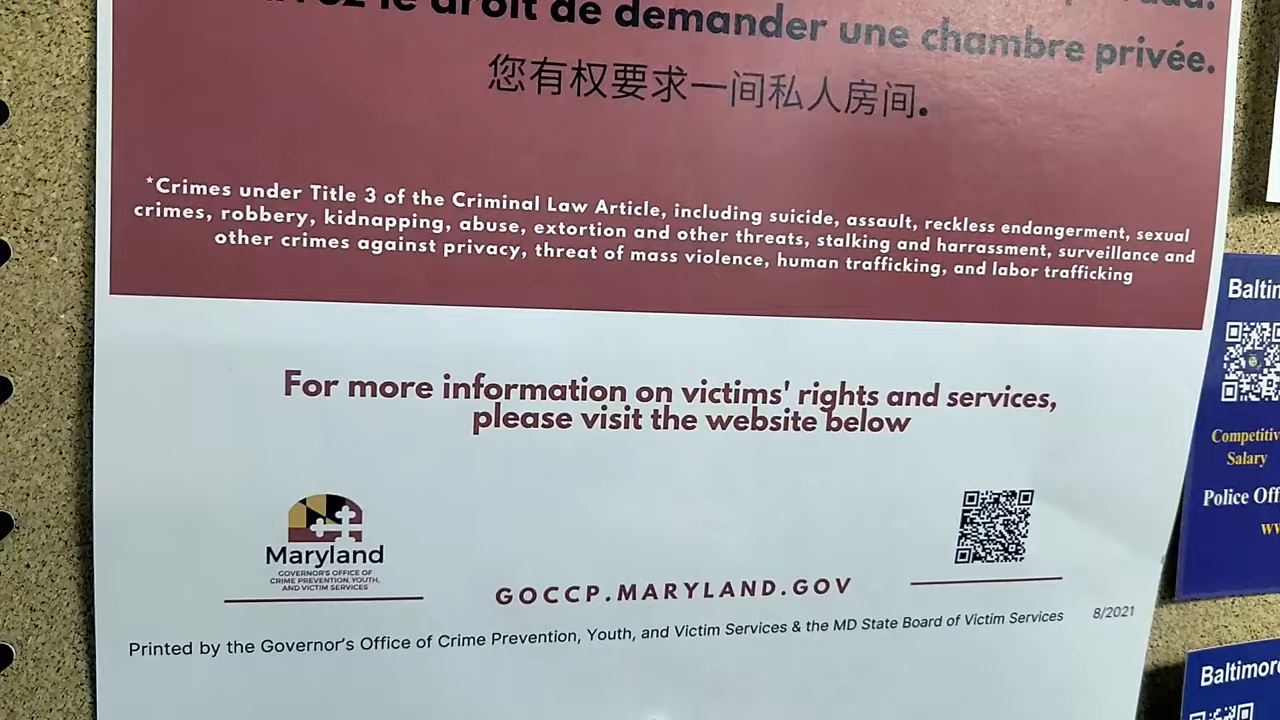 le droit de demander une chambre privée.
您有权要求一间私人房间.
*Crimes under Title 3 of the Criminal Law Article, including suicide, assault, reckless endangerment, sexual
crimes, robbery, kidnapping, abuse, extortion and other threats, stalking and harrassment, surveillance and
other crimes against privacy, threat of mass violence, human trafficking, and labor trafficking
For more information on victims' rights and services,
please visit the website below
Maryland
GOVERNOR'S OFFICE OF
CRIME PREVENTION, YOUTH,
AND VICTIM SERVICES
GOCCP.MARYLAND.GOV
Printed by the Governor's Office of Crime Prevention, Youth, and Victim Services & the MD State Board of Victim Services
8/2021
Competitiv
Salary
Police Off
Baltimor